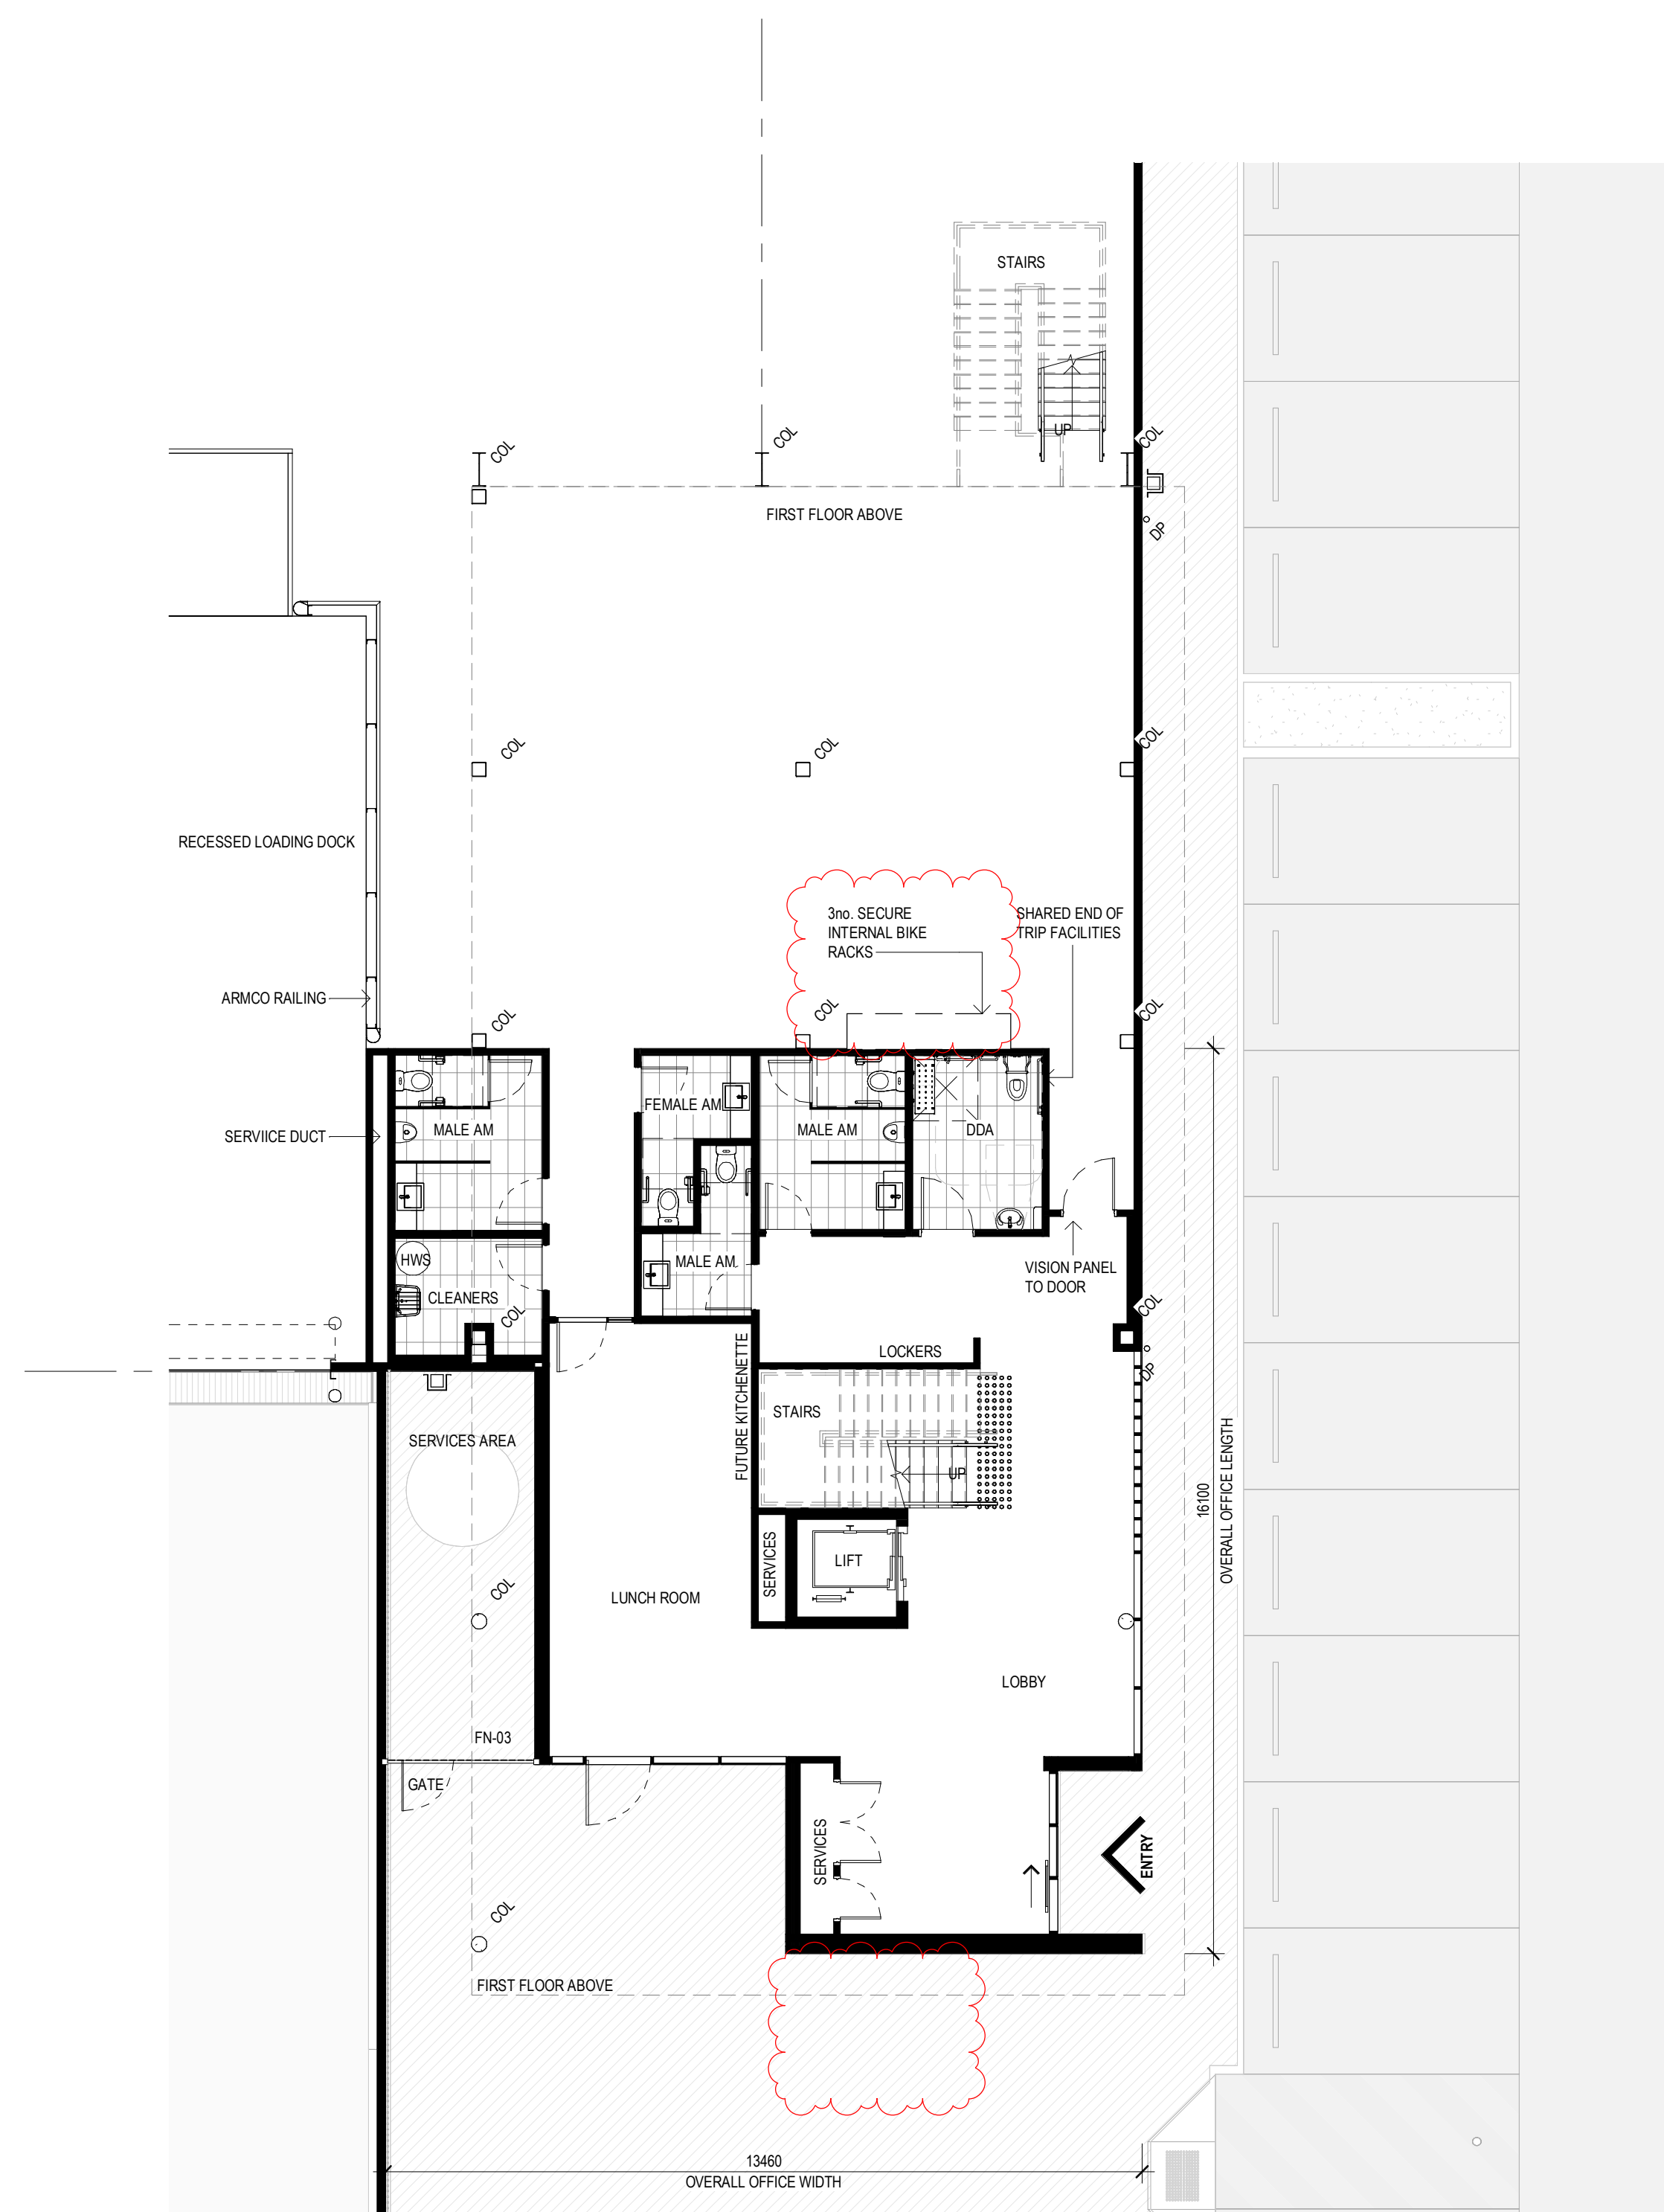 STAIRS
UP
COL
COL
COL
FIRST FLOOR ABOVE
DP
COL
COL
COL
RECESSED LOADING DOCK
3no. SECURE
INTERNAL BIKE
RACKS
SHARED END OF
TRIP FACILITIES
ARMCO RAILING
COL
COL
COL
FEMALE AM
SERVIICE DUCT
MALE AM
MALE AM
DDA
HWS
CLEANERS
COL
MALE AM
VISION PANEL
TO DOOR
COL
LOCKERS
DP
FUTURE KITCHENETTE
STAIRS
SERVICES AREA
UP
16100
OVERALL OFFICE LENGTH
SERVICES
LIFT
COL
LUNCH ROOM
LOBBY
FN-03
GATE
SERVICES
ENTRY
COL
FIRST FLOOR ABOVE
13460
OVERALL OFFICE WIDTH